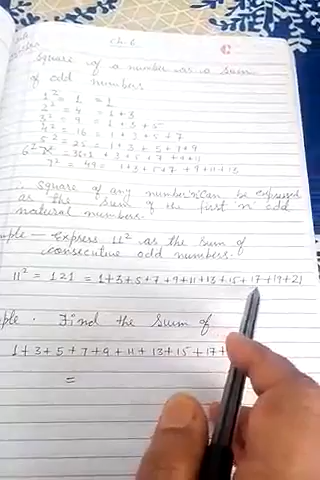 Ch. 6
Square of a number as a sum
of odd numbers
1² = 1 = 1
2² = 4 = 1+3
3² = 9 = 1+3+5
4² = 16 = 1+3+5+7
5² = 25 = 1+3+5+7+9
6² = 36 = 1+3+5+7+9+11
7² = 49 = 1+3+5+7+9+11+13
∴ Square of any number 'n' can be expressed
as the sum of the first 'n' odd
natural numbers.
mple - Express 11² as the sum of
consecutive odd numbers.
11² = 121 = 1+3+5+7+9+11+13+15+17+19+21
ple. Find the sum of
1+3+5+7+9+11+13+15+17+
=